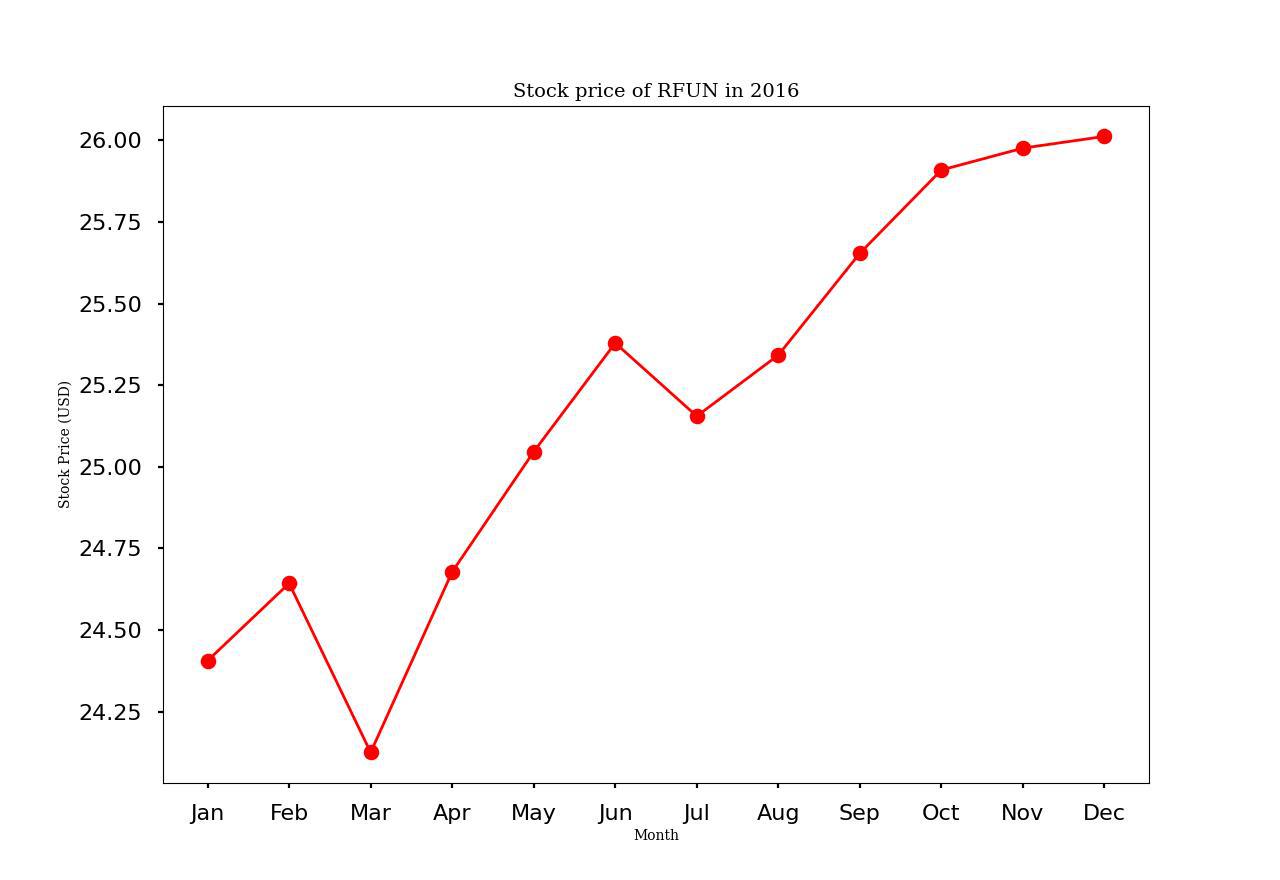 Stock price of RFUN in 2016
Stock Price (USD)
26.00
25.75
25.50
25.25
25.00
24.75
24.50
24.25
Jan Feb Mar Apr May Jun Jul Aug Sep Oct Nov Dec
Month